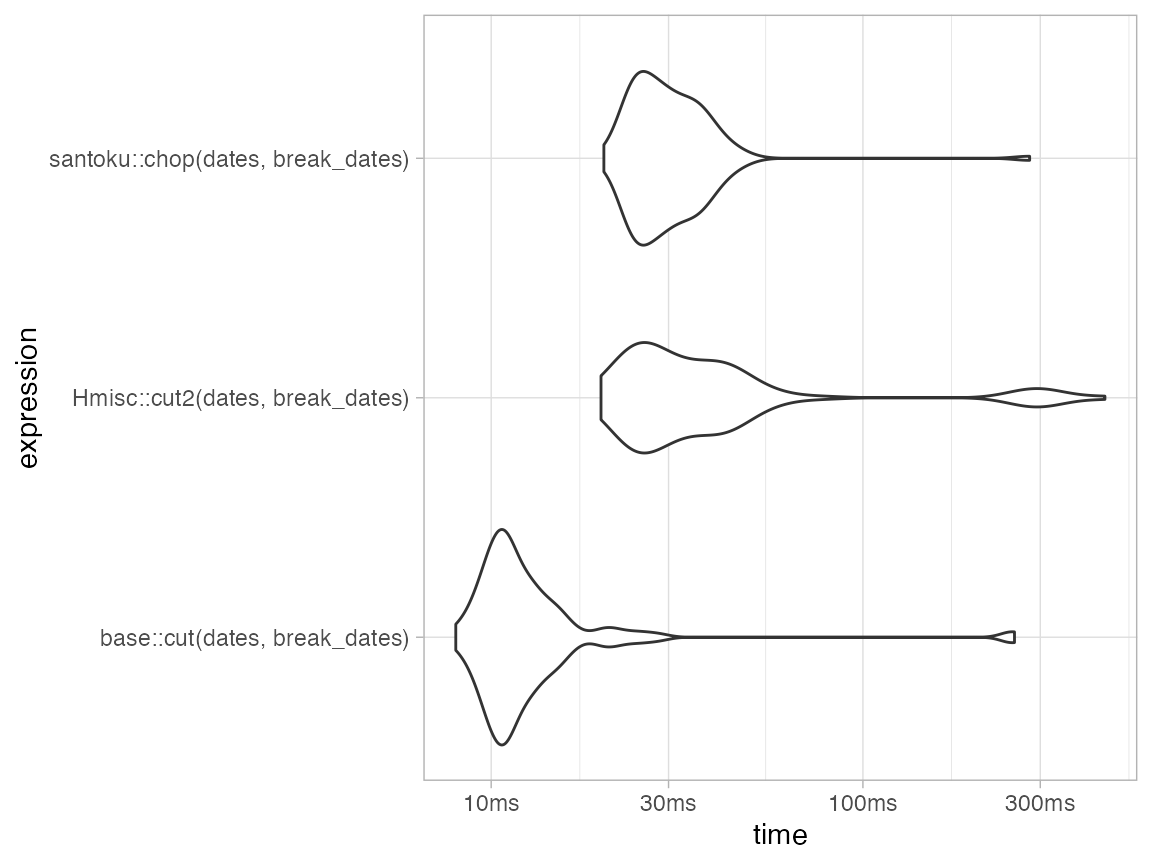 santoku::chop(dates, break_dates)
Hmisc::cut2(dates, break_dates)
base::cut(dates, break_dates)
expression
10ms 30ms 100ms 300ms
time